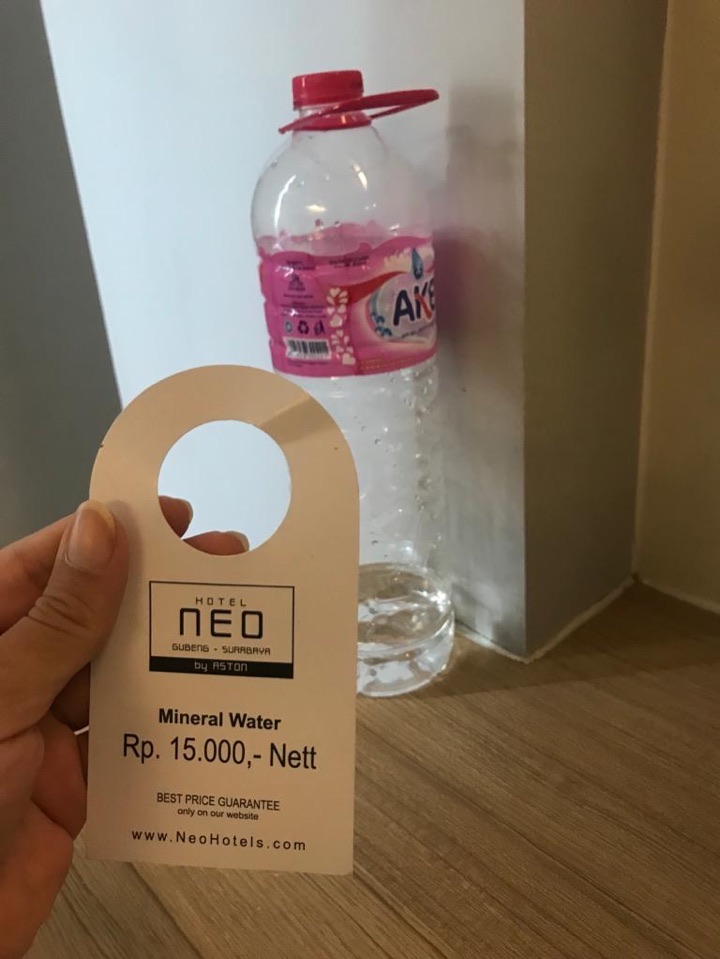 AKE
HOTEL
NEO
GUBENG - SURABAYA
by ASTON
Mineral Water
Rp. 15.000,- Nett
BEST PRICE GUARANTEE
only on our website
www.NeoHotels.com